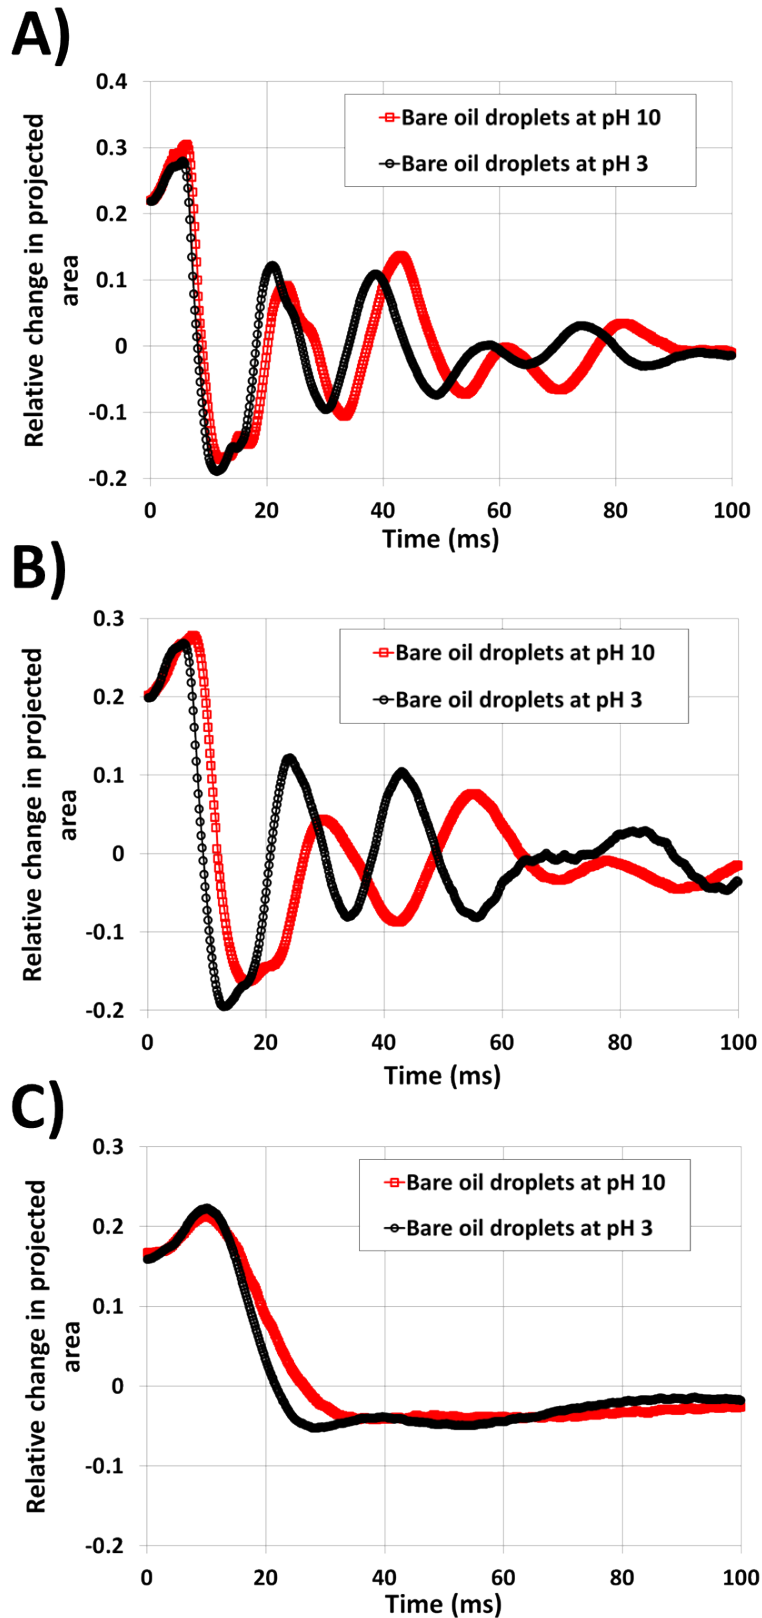 A)
Relative change in projected
area
0.4
0.3
0.2
0.1
0
-0.1
-0.2
Bare oil droplets at pH 10
Bare oil droplets at pH 3
0 20 40 60 80 100
Time (ms)
B)
Relative change in projected
area
0.3
0.2
0.1
0
-0.1
-0.2
Bare oil droplets at pH 10
Bare oil droplets at pH 3
0 20 40 60 80 100
Time (ms)
C)
Relative change in projected
area
0.3
0.2
0.1
0
-0.1
-0.2
Bare oil droplets at pH 10
Bare oil droplets at pH 3
0 20 40 60 80 100
Time (ms)